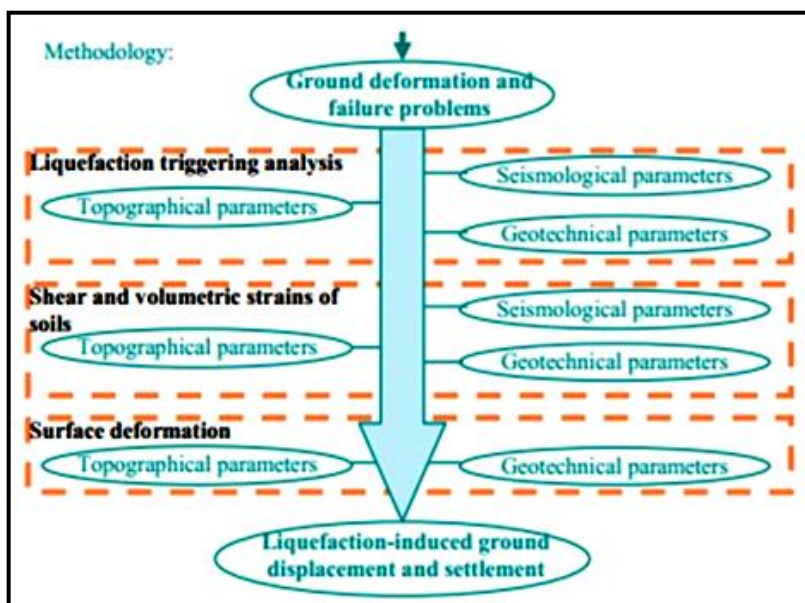 Methodology:
Ground deformation and
failure problems
Liquefaction triggering analysis
Seismological parameters
Topographical parameters
Geotechnical parameters
Shear and volumetric strains of
soils
Seismological parameters
Topographical parameters
Geotechnical parameters
Surface deformation
Topographical parameters
Geotechnical parameters
Liquefaction-induced ground
displacement and settlement